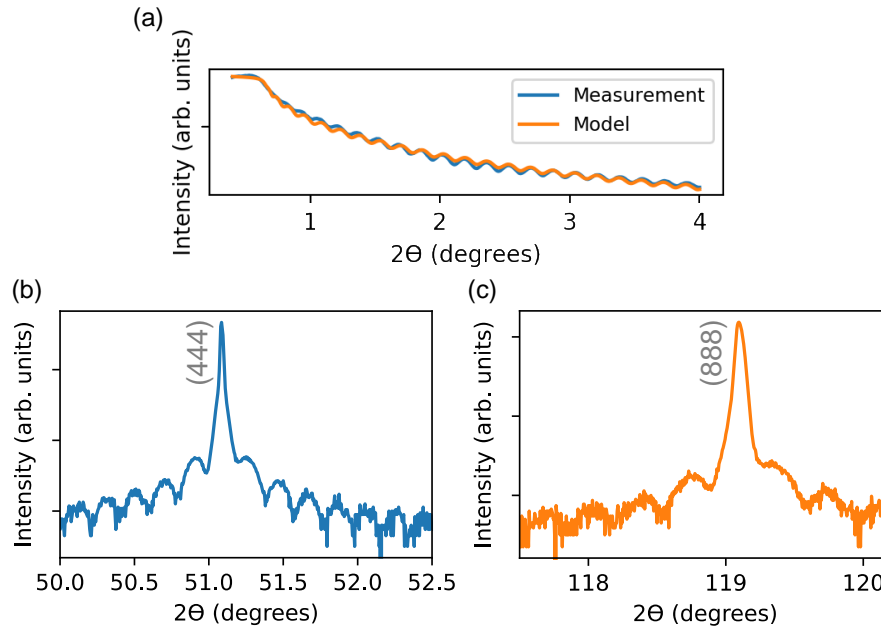 (a)
Intensity (arb. units)
Measurement
Model
1 2 3 4
2Θ (degrees)
(b)
Intensity (arb. units)
(444)
50.0 50.5 51.0 51.5 52.0 52.5
2Θ (degrees)
(c)
Intensity (arb. units)
(888)
118 119 120
2Θ (degrees)